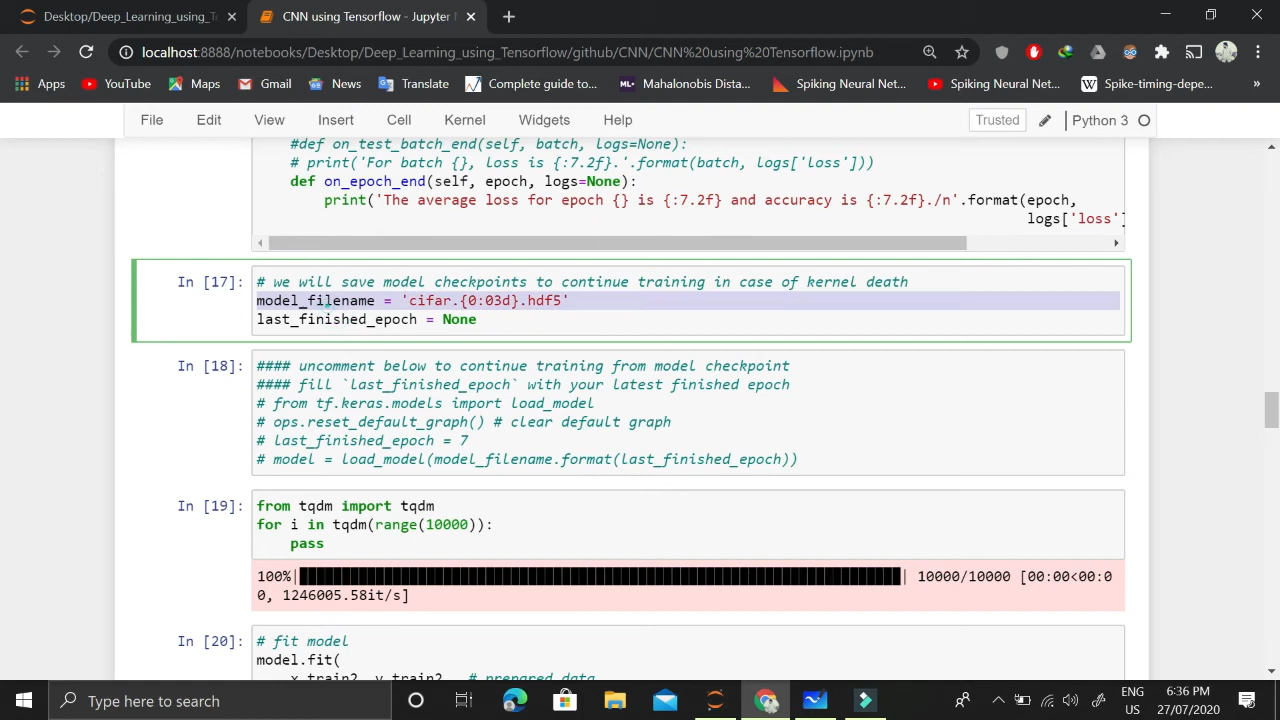 Desktop/Deep_Learning_using_Te
CNN using Tensorflow - Jupyter N
localhost:8888/notebooks/Desktop/Deep_Learning_using_Tensorflow/github/CNN/CNN%20using%20Tensorflow.ipynb
Apps YouTube Maps Gmail News Translate Complete guide to... ML+ Mahalonobis Dista... Spiking Neural Net... Spiking Neural Net... W Spike-timing-depe... »
File Edit View Insert Cell Kernel Widgets Help Trusted Python 3
#def on_test_batch_end(self, batch, logs=None):
# print('For batch {}, loss is {:7.2f}.'.format(batch, logs['loss']))
def on_epoch_end(self, epoch, logs=None):
print('The average loss for epoch {} is {:7.2f} and accuracy is {:7.2f}./n'.format(epoch,
logs['loss']
In [17]: # we will save model checkpoints to continue training in case of kernel death
model_filename = 'cifar.{0:03d}.hdf5'
last_finished_epoch = None
In [18]: #### uncomment below to continue training from model checkpoint
#### fill `last_finished_epoch` with your latest finished epoch
# from tf.keras.models import load_model
# ops.reset_default_graph() # clear default graph
# last_finished_epoch = 7
# model = load_model(model_filename.format(last_finished_epoch))
In [19]: from tqdm import tqdm
for i in tqdm(range(10000)):
pass
100%| | 10000/10000 [00:00<00:0
0, 1246005.58it/s]
In [20]: # fit model
model.fit(
x_train2, y_train2, # prepared data
Type here to search
ENG
US
6:36 PM
27/07/2020